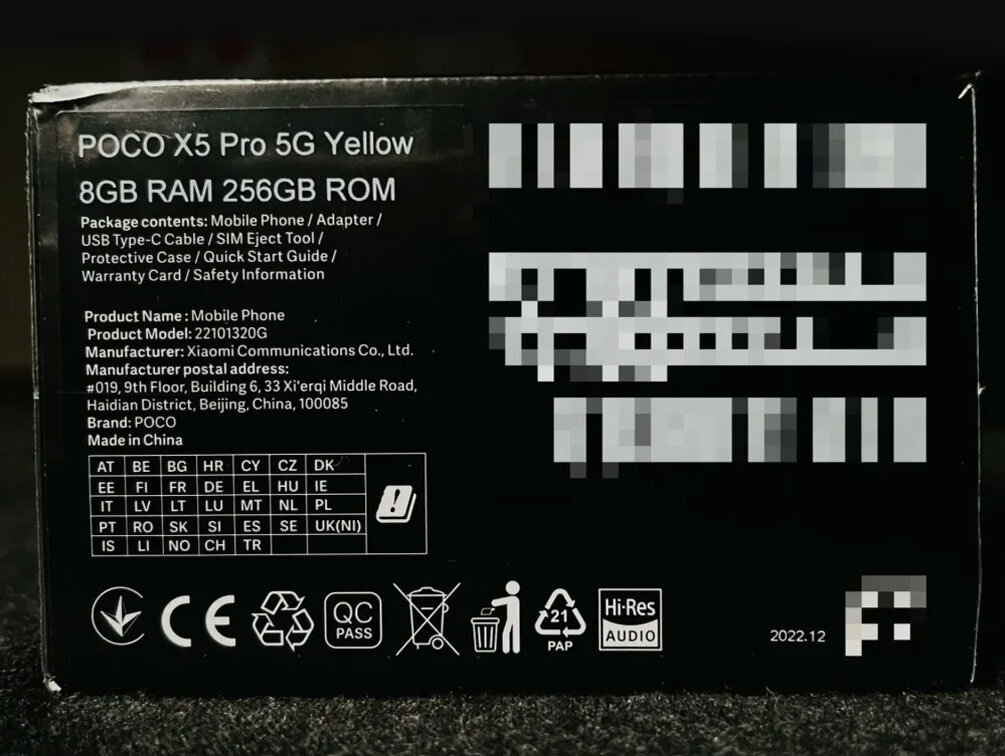 POCO X5 Pro 5G Yellow
8GB RAM 256GB ROM
Package contents: Mobile Phone / Adapter /
USB Type-C Cable / SIM Eject Tool /
Protective Case / Quick Start Guide /
Warranty Card / Safety Information
Product Name : Mobile Phone
Product Model: 22101320G
Manufacturer: Xiaomi Communications Co., Ltd.
Manufacturer postal address:
#019, 9th Floor, Building 6, 33 Xi'erqi Middle Road,
Haidian District, Beijing, China, 100085
Brand: POCO
Made in China
AT BE BG HR CY CZ DK
EE FI FR DE EL HU IE
IT LV LT LU MT NL PL
PT RO SK SI ES SE UK(NI)
IS LI NO CH TR
CE
QC
PASS
21
PAP
Hi-Res
AUDIO
2022.12